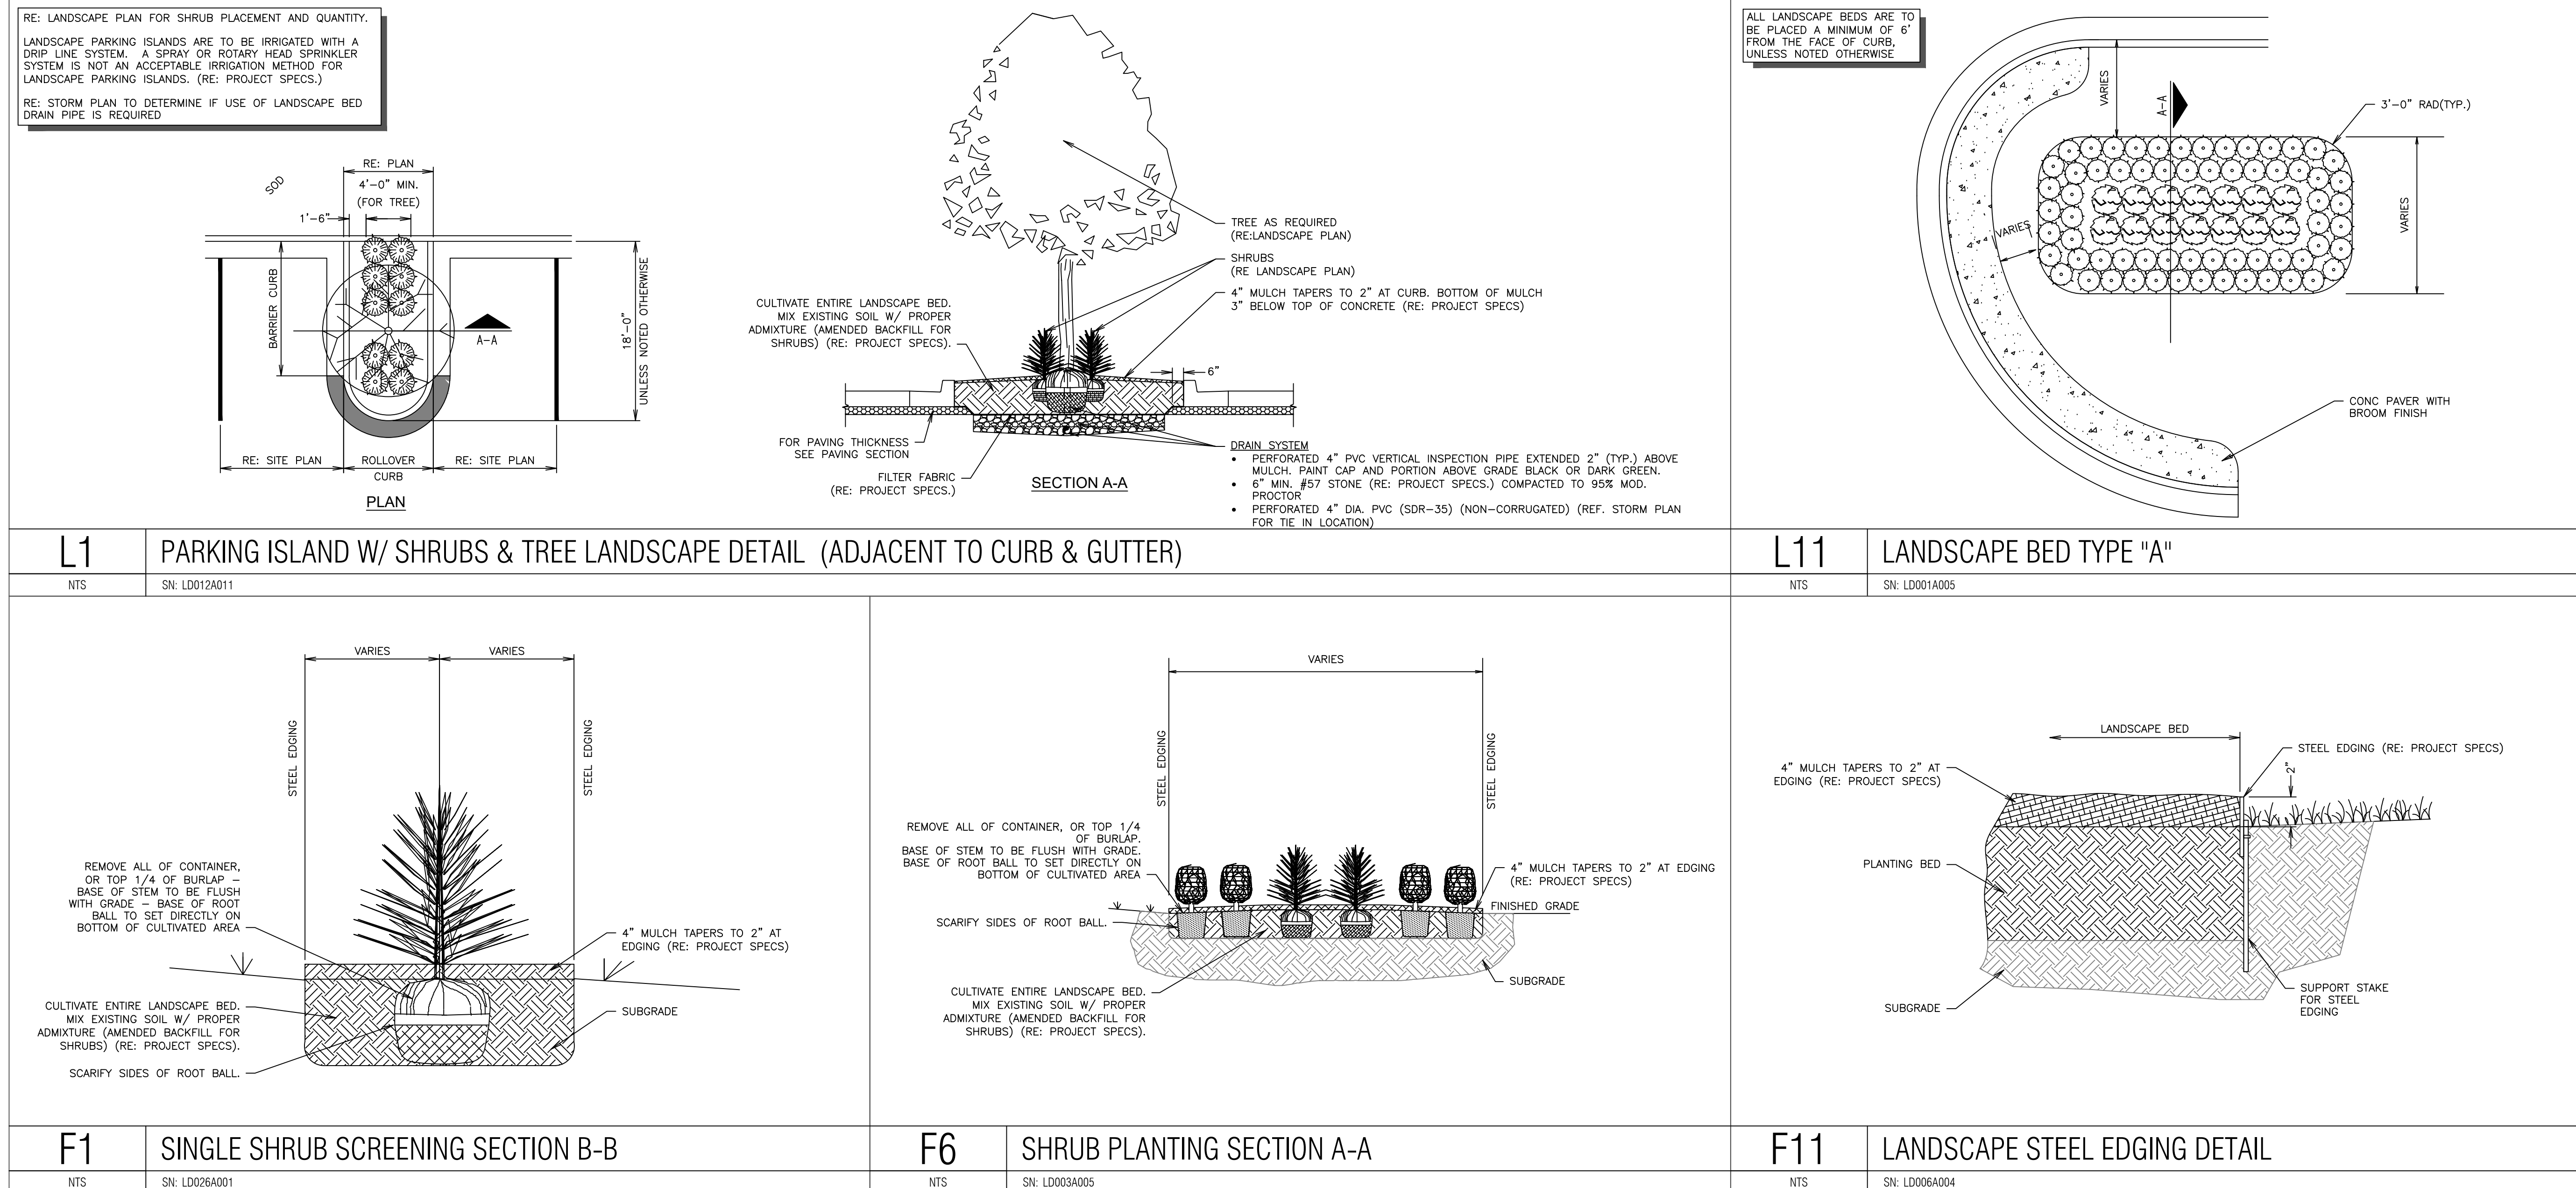 RE: LANDSCAPE PLAN FOR SHRUB PLACEMENT AND QUANTITY.
LANDSCAPE PARKING ISLANDS ARE TO BE IRRIGATED WITH A
DRIP LINE SYSTEM. A SPRAY OR ROTARY HEAD SPRINKLER
SYSTEM IS NOT AN ACCEPTABLE IRRIGATION METHOD FOR
LANDSCAPE PARKING ISLANDS. (RE: PROJECT SPECS.)
RE: STORM PLAN TO DETERMINE IF USE OF LANDSCAPE BED
DRAIN PIPE IS REQUIRED
SOD
RE: PLAN
4'-0" MIN.
(FOR TREE)
1'-6"
BARRIER CURB
A-A
18'-0"
UNLESS NOTED OTHERWISE
RE: SITE PLAN
ROLLOVER
CURB
RE: SITE PLAN
PLAN
TREE AS REQUIRED
(RE:LANDSCAPE PLAN)
SHRUBS
(RE LANDSCAPE PLAN)
4" MULCH TAPERS TO 2" AT CURB. BOTTOM OF MULCH
3" BELOW TOP OF CONCRETE (RE: PROJECT SPECS)
CULTIVATE ENTIRE LANDSCAPE BED.
MIX EXISTING SOIL W/ PROPER
ADMIXTURE (AMENDED BACKFILL FOR
SHRUBS) (RE: PROJECT SPECS).
6"
FOR PAVING THICKNESS
SEE PAVING SECTION
FILTER FABRIC
(RE: PROJECT SPECS.)
SECTION A-A
DRAIN SYSTEM
• PERFORATED 4" PVC VERTICAL INSPECTION PIPE EXTENDED 2" (TYP.) ABOVE
MULCH. PAINT CAP AND PORTION ABOVE GRADE BLACK OR DARK GREEN.
• 6" MIN. #57 STONE (RE: PROJECT SPECS.) COMPACTED TO 95% MOD.
PROCTOR
• PERFORATED 4" DIA. PVC (SDR-35) (NON-CORRUGATED) (REF. STORM PLAN
FOR TIE IN LOCATION)
L1
PARKING ISLAND W/ SHRUBS & TREE LANDSCAPE DETAIL (ADJACENT TO CURB & GUTTER)
NTS
SN: LD012A011
ALL LANDSCAPE BEDS ARE TO
BE PLACED A MINIMUM OF 6'
FROM THE FACE OF CURB,
UNLESS NOTED OTHERWISE
VARIES
A-A
3'-0" RAD(TYP.)
VARIES
VARIES
CONC PAVER WITH
BROOM FINISH
L11
LANDSCAPE BED TYPE "A"
NTS
SN: LD001A005
VARIES
VARIES
STEEL EDGING
STEEL EDGING
REMOVE ALL OF CONTAINER,
OR TOP 1/4 OF BURLAP -
BASE OF STEM TO BE FLUSH
WITH GRADE - BASE OF ROOT
BALL TO SET DIRECTLY ON
BOTTOM OF CULTIVATED AREA
4" MULCH TAPERS TO 2" AT
EDGING (RE: PROJECT SPECS)
CULTIVATE ENTIRE LANDSCAPE BED.
MIX EXISTING SOIL W/ PROPER
ADMIXTURE (AMENDED BACKFILL FOR
SHRUBS) (RE: PROJECT SPECS).
SUBGRADE
SCARIFY SIDES OF ROOT BALL.
F1
SINGLE SHRUB SCREENING SECTION B-B
NTS
SN: LD026A001
VARIES
STEEL EDGING
STEEL EDGING
REMOVE ALL OF CONTAINER, OR TOP 1/4
OF BURLAP.
BASE OF STEM TO BE FLUSH WITH GRADE.
BASE OF ROOT BALL TO SET DIRECTLY ON
BOTTOM OF CULTIVATED AREA
4" MULCH TAPERS TO 2" AT EDGING
(RE: PROJECT SPECS)
FINISHED GRADE
SCARIFY SIDES OF ROOT BALL.
SUBGRADE
CULTIVATE ENTIRE LANDSCAPE BED.
MIX EXISTING SOIL W/ PROPER
ADMIXTURE (AMENDED BACKFILL FOR
SHRUBS) (RE: PROJECT SPECS).
F6
SHRUB PLANTING SECTION A-A
NTS
SN: LD003A005
LANDSCAPE BED
STEEL EDGING (RE: PROJECT SPECS)
2"
4" MULCH TAPERS TO 2" AT
EDGING (RE: PROJECT SPECS)
PLANTING BED
SUBGRADE
SUPPORT STAKE
FOR STEEL
EDGING
F11
LANDSCAPE STEEL EDGING DETAIL
NTS
SN: LD006A004